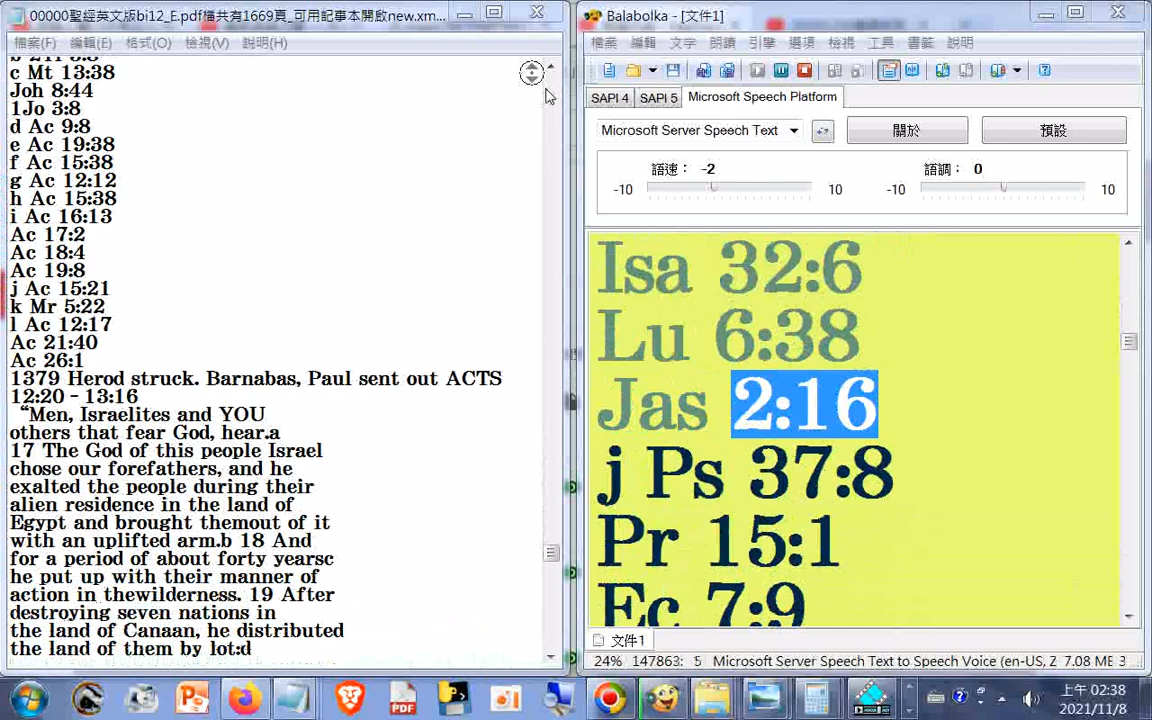 00000聖經英文版bi12_E.pdf檔共有1669頁_可用記事本開啟new.xm...
檔案(F) 編輯(E) 格式(O) 檢視(V) 說明(H)
c Mt 13:38
Joh 8:44
1Jo 3:8
d Ac 9:8
e Ac 19:38
f Ac 15:38
g Ac 12:12
h Ac 15:38
i Ac 16:13
Ac 17:2
Ac 18:4
Ac 19:8
j Ac 15:21
k Mr 5:22
l Ac 12:17
Ac 21:40
Ac 26:1
1379 Herod struck. Barnabas, Paul sent out ACTS
12:20 - 13:16
“Men, Israelites and YOU
others that fear God, hear.a
17 The God of this people Israel
chose our forefathers, and he
exalted the people during their
alien residence in the land of
Egypt and brought themout of it
with an uplifted arm.b 18 And
for a period of about forty yearsc
he put up with their manner of
action in thewilderness. 19 After
destroying seven nations in
the land of Canaan, he distributed
the land of them by lot:d
Balabolka - [文件1]
檔案 編輯 文字 朗讀 引擎 選項 檢視 工具 書籤 說明
SAPI 4 SAPI 5 Microsoft Speech Platform
Microsoft Server Speech Text 關於 預設
語速： -2 語調： 0
-10 10 -10 10
Isa 32:6
Lu 6:38
Jas 2:16
j Ps 37:8
Pr 15:1
Ec 7:9
文件1
24% 147863: 5 Microsoft Server Speech Text to Speech Voice (en-US, Z 7.08 MB 3
PDF
上午 02:38
2021/11/8